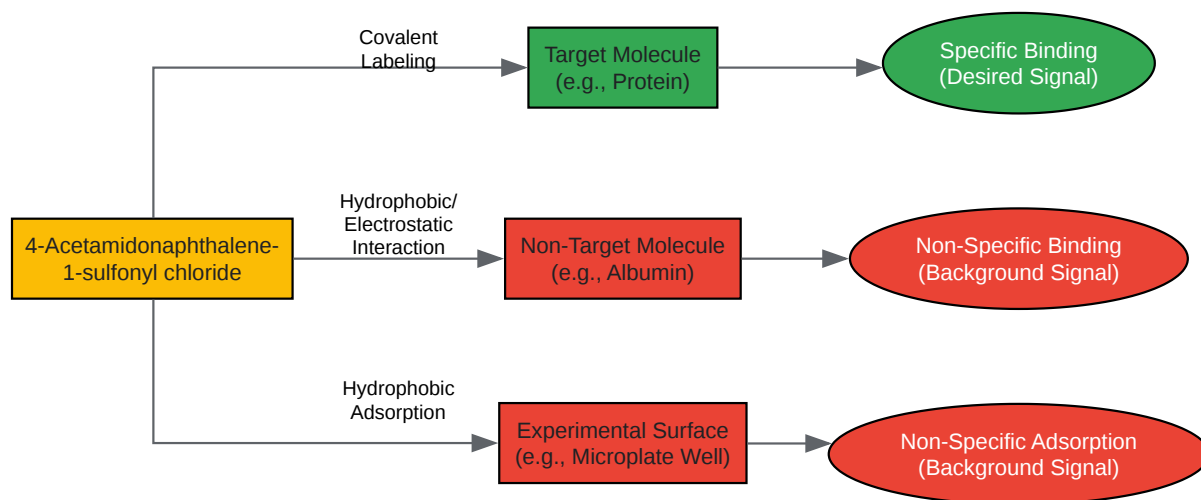 Covalent
Labeling
Target Molecule
(e.g., Protein)
Specific Binding
(Desired Signal)
4-Acetamidonaphthalene-
1-sulfonyl chloride
Hydrophobic/
Electrostatic
Interaction
Non-Target Molecule
(e.g., Albumin)
Non-Specific Binding
(Background Signal)
Hydrophobic
Adsorption
Experimental Surface
(e.g., Microplate Well)
Non-Specific Adsorption
(Background Signal)